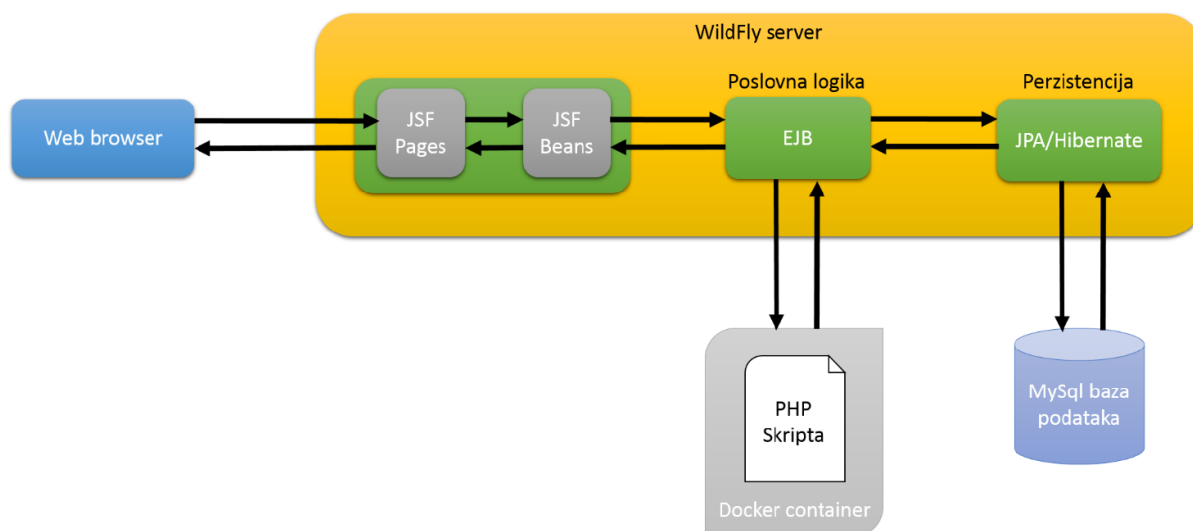 WildFly server
Poslovna logika
Perzistencija
Web browser
JSF
Pages
JSF
Beans
EJB
JPA/Hibernate
PHP
Skripta
Docker container
MySql baza
podataka